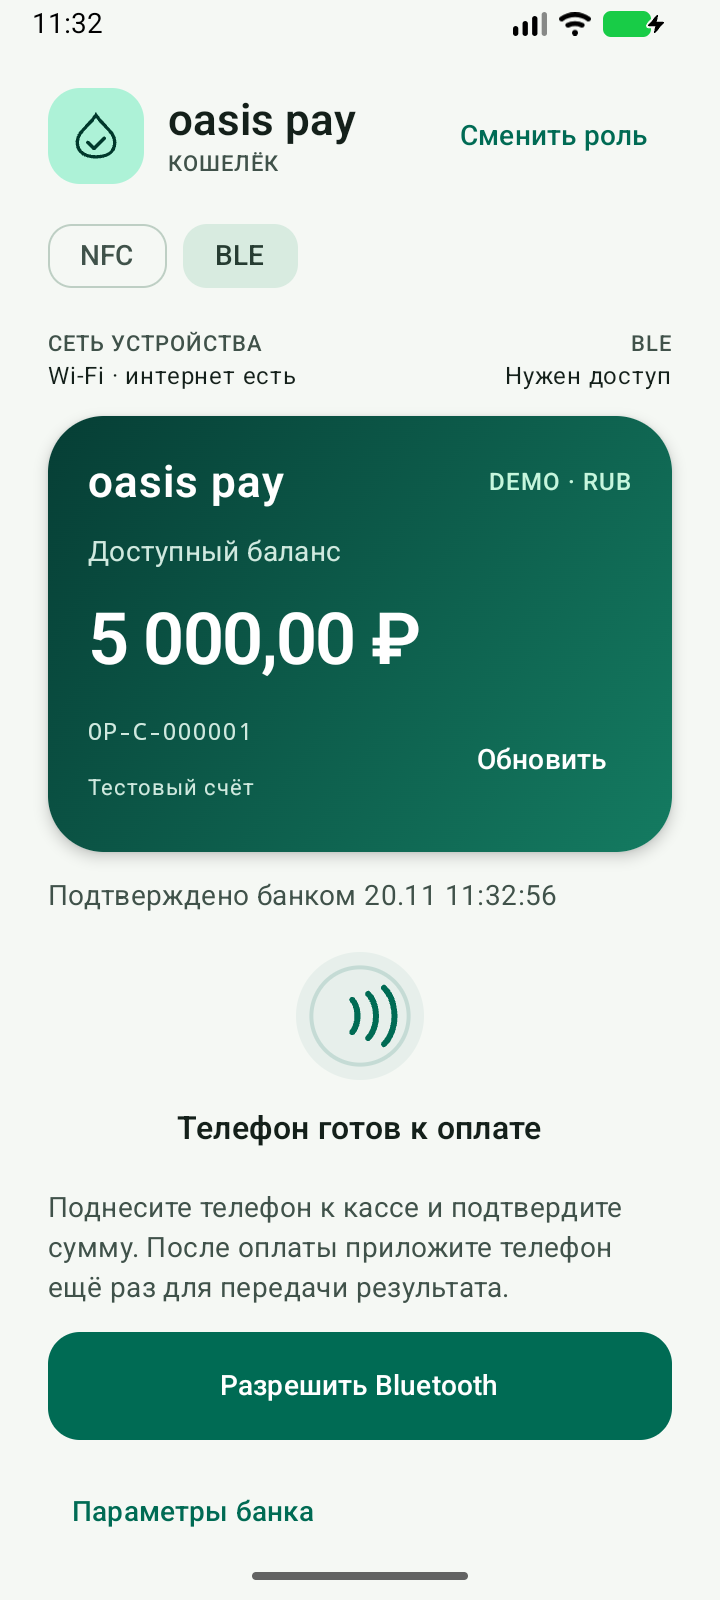 11:32
oasis pay
КОШЕЛЁК
Сменить роль
NFC
BLE
СЕТЬ УСТРОЙСТВА
BLE
Wi-Fi · интернет есть
Нужен доступ
oasis pay
DEMO · RUB
Доступный баланс
5 000,00 ₽
OP-C-000001
Обновить
Тестовый счёт
Подтверждено банком 20.11 11:32:56
Телефон готов к оплате
Поднесите телефон к кассе и подтвердите
сумму. После оплаты приложите телефон
ещё раз для передачи результата.
Разрешить Bluetooth
Параметры банка